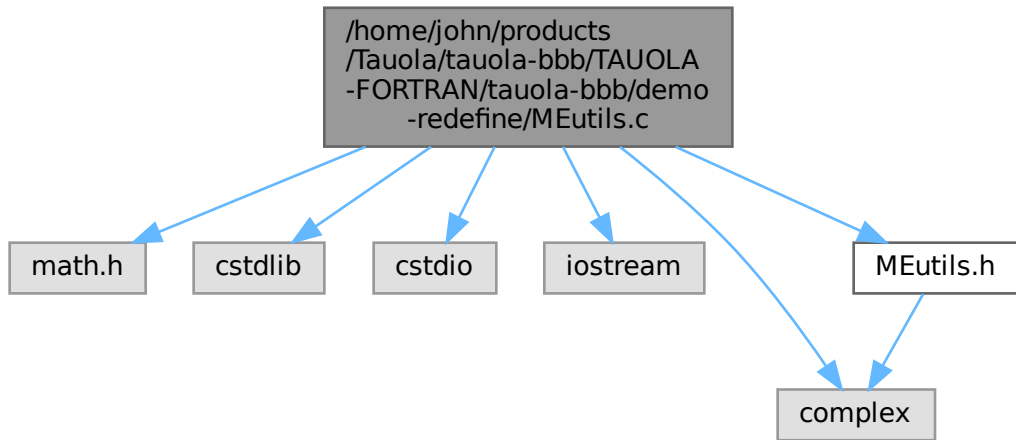 /home/john/products
/Tauola/tauola-bbb/TAUOLA
-FORTRAN/tauola-bbb/demo
-redefine/MEutils.c
math.h
cstdlib
cstdio
iostream
MEutils.h
complex